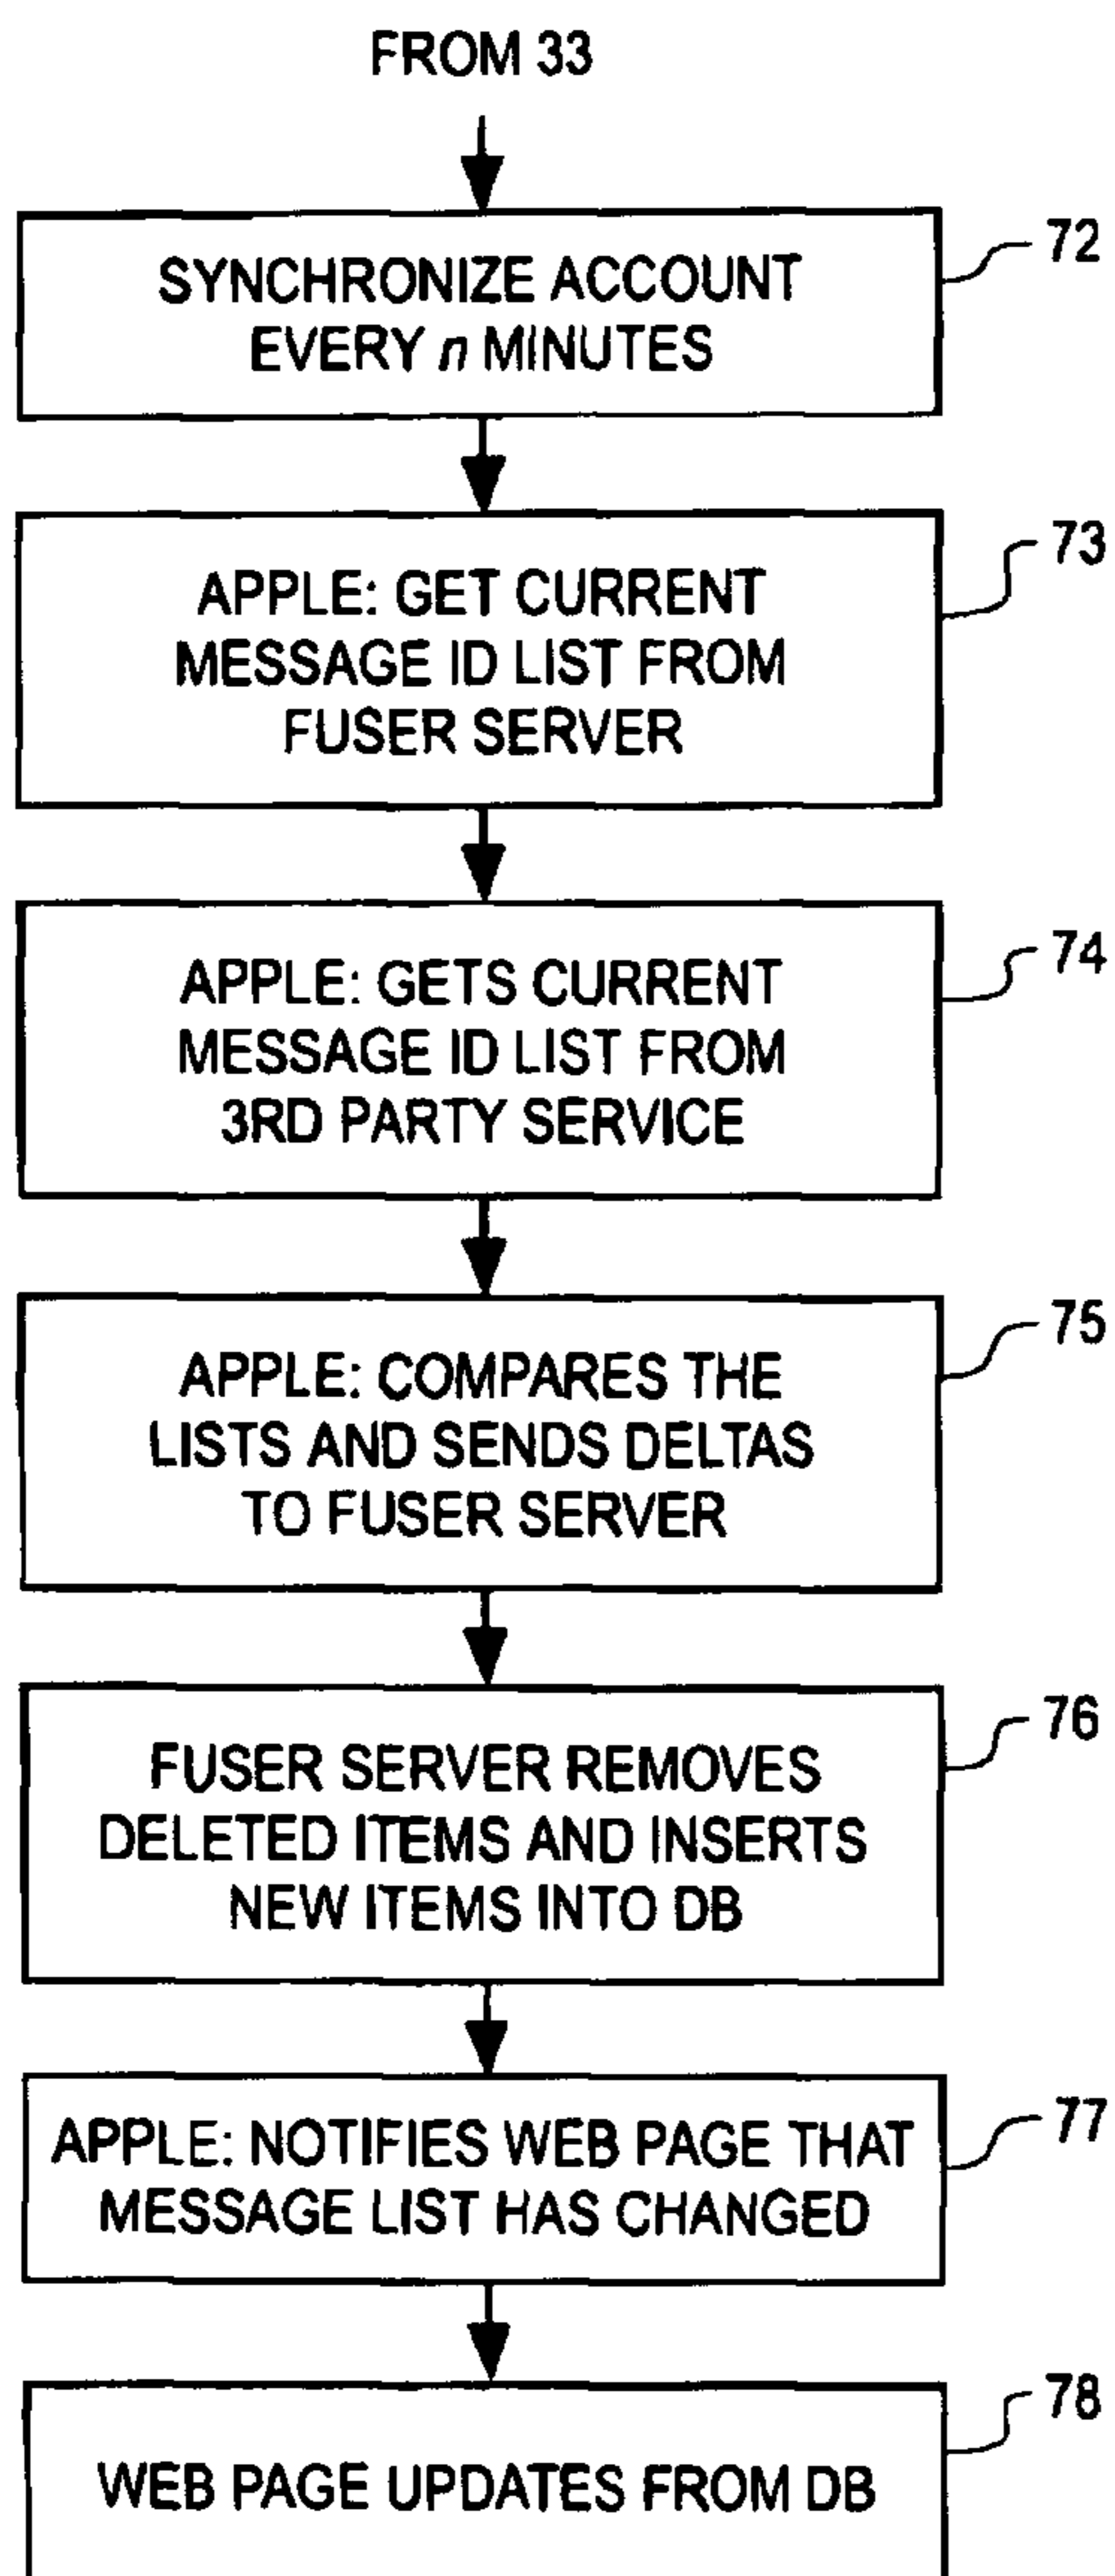 FROM 33
SYNCHRONIZE ACCOUNT
EVERY n MINUTES
72
APPLE: GET CURRENT
MESSAGE ID LIST FROM
FUSER SERVER
73
APPLE: GETS CURRENT
MESSAGE ID LIST FROM
3RD PARTY SERVICE
74
APPLE: COMPARES THE
LISTS AND SENDS DELTAS
TO FUSER SERVER
75
FUSER SERVER REMOVES
DELETED ITEMS AND INSERTS
NEW ITEMS INTO DB
76
APPLE: NOTIFIES WEB PAGE THAT
MESSAGE LIST HAS CHANGED
77
WEB PAGE UPDATES FROM DB
78